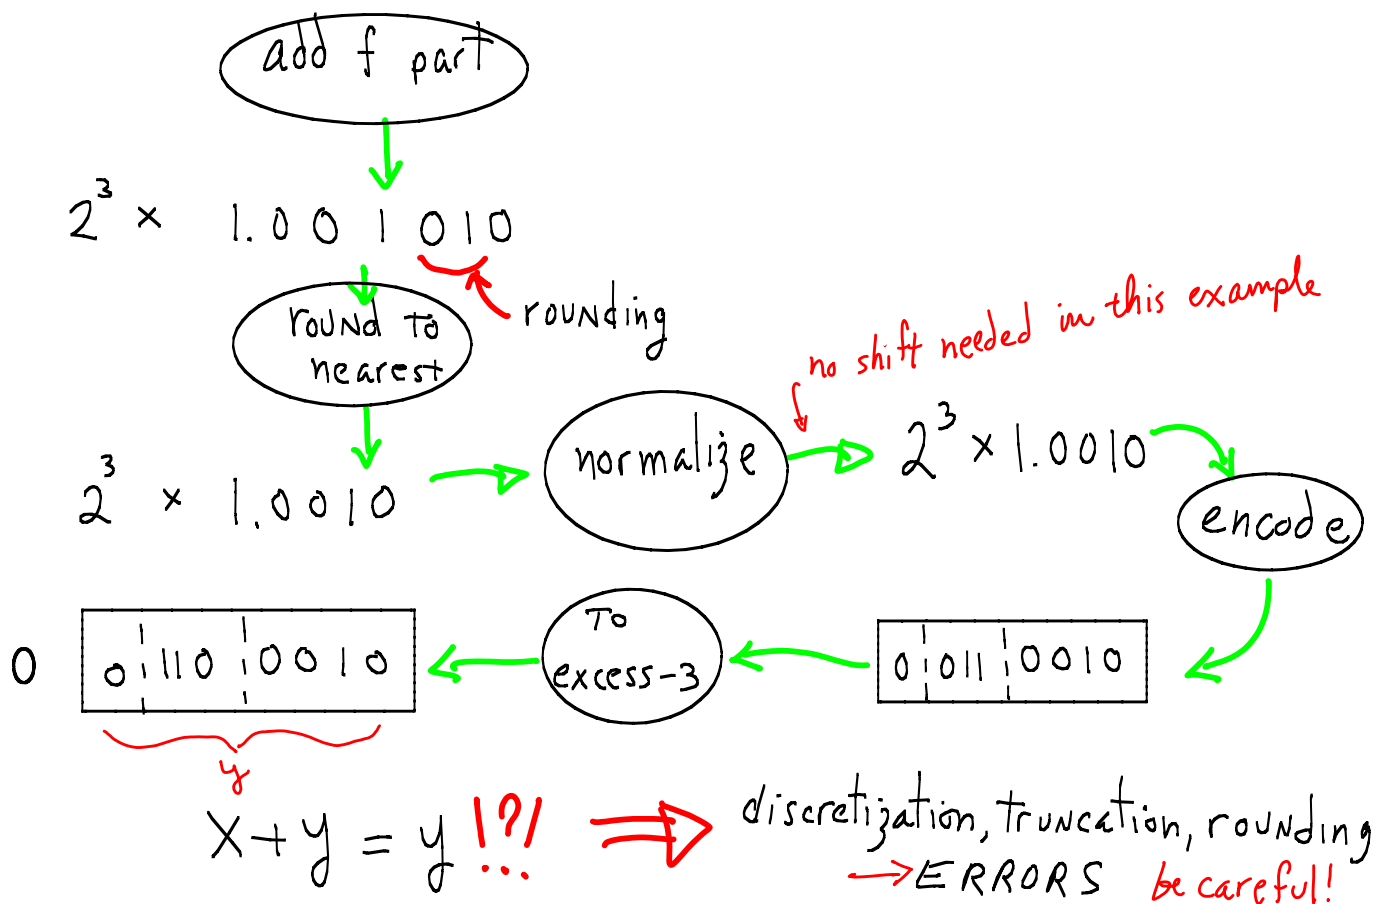 add f part
2³ × 1.001010
rounding
round to
nearest
no shift needed in this example
2³ × 1.0010
normalize
2³ × 1.0010
encode
0 0 110 0010
To
excess-3
0 011 0010
y
x+y = y !?! ... ⇒ discretization, truncation, rounding
→ ERRORS be careful!